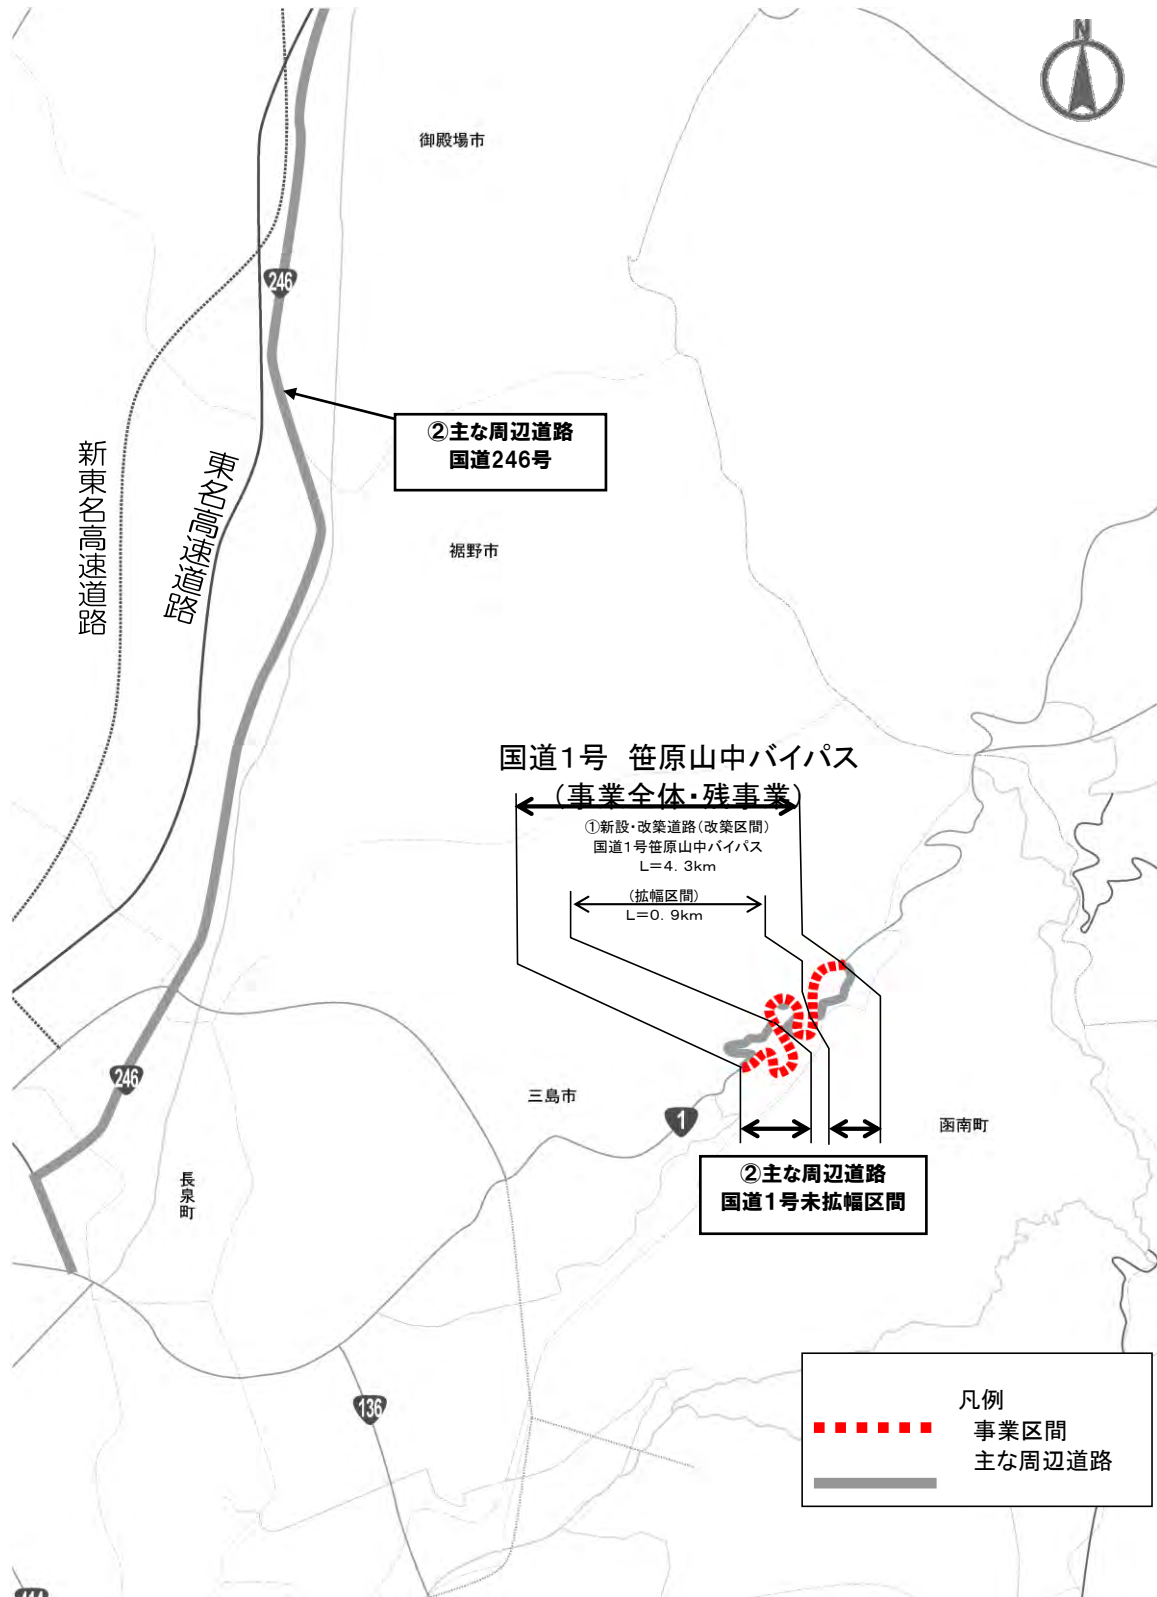 N
御殿場市
246
②主な周辺道路
国道246号
新東名高速道路
東名高速道路
裾野市
国道1号 笹原山中バイパス
(事業全体・残事業)
①新設・改築道路(改築区間)
国道1号笹原山中バイパス
L=4.3km
(拡幅区間)
L=0.9km
246
三島市
1
函南町
②主な周辺道路
国道1号未拡幅区間
長泉町
136
凡例
事業区間
主な周辺道路